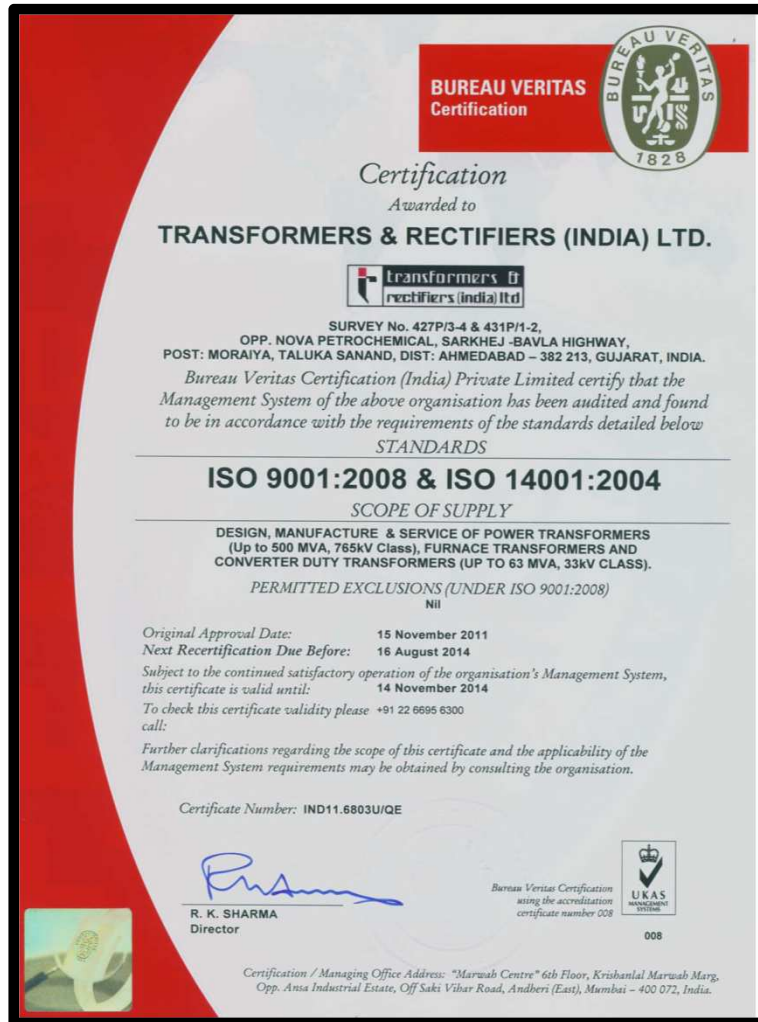 BUREAU VERITAS
Certification
BUREAU VERITAS
1828
Certification
Awarded to
TRANSFORMERS & RECTIFIERS (INDIA) LTD.
transformers &
rectifiers (india) ltd
SURVEY No. 427P/3-4 & 431P/1-2,
OPP. NOVA PETROCHEMICAL, SARKHEJ -BAVLA HIGHWAY,
POST: MORAIYA, TALUKA SANAND, DIST: AHMEDABAD – 382 213, GUJARAT, INDIA.
Bureau Veritas Certification (India) Private Limited certify that the
Management System of the above organisation has been audited and found
to be in accordance with the requirements of the standards detailed below
STANDARDS
ISO 9001:2008 & ISO 14001:2004
SCOPE OF SUPPLY
DESIGN, MANUFACTURE & SERVICE OF POWER TRANSFORMERS
(Up to 500 MVA, 765kV Class), FURNACE TRANSFORMERS AND
CONVERTER DUTY TRANSFORMERS (UP TO 63 MVA, 33kV CLASS).
PERMITTED EXCLUSIONS (UNDER ISO 9001:2008)
Nil
Original Approval Date: 15 November 2011
Next Recertification Due Before: 16 August 2014
Subject to the continued satisfactory operation of the organisation's Management System,
this certificate is valid until: 14 November 2014
To check this certificate validity please +91 22 6695 6300
call:
Further clarifications regarding the scope of this certificate and the applicability of the
Management System requirements may be obtained by consulting the organisation.
Certificate Number: IND11.6803U/QE
R. K. SHARMA
Director
Bureau Veritas Certification
using the accreditation
certificate number 008
UKAS
MANAGEMENT
SYSTEMS
008
Certification / Managing Office Address: "Marwah Centre" 6th Floor, Krishanlal Marwah Marg,
Opp. Ansa Industrial Estate, Off Saki Vihar Road, Andheri (East), Mumbai – 400 072, India.